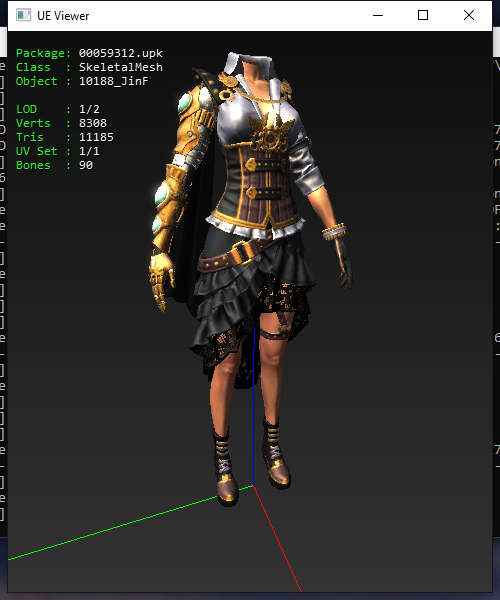 UE Viewer
Package: 00059312.upk
Class  : SkeletalMesh
Object : 10188_JinF
LOD    : 1/2
Verts  : 8308
Tris   : 11185
UV Set : 1/1
Bones  : 90